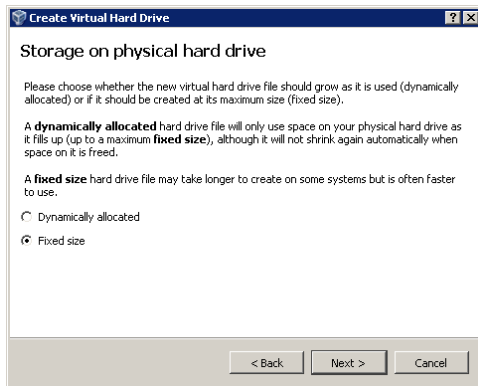 Create Virtual Hard Drive
Storage on physical hard drive
Please choose whether the new virtual hard drive file should grow as it is used (dynamically
allocated) or if it should be created at its maximum size (fixed size).
A dynamically allocated hard drive file will only use space on your physical hard drive as
it fills up (up to a maximum fixed size), although it will not shrink again automatically when
space on it is freed.
A fixed size hard drive file may take longer to create on some systems but is often faster
to use.
Dynamically allocated
Fixed size
< Back Next > Cancel